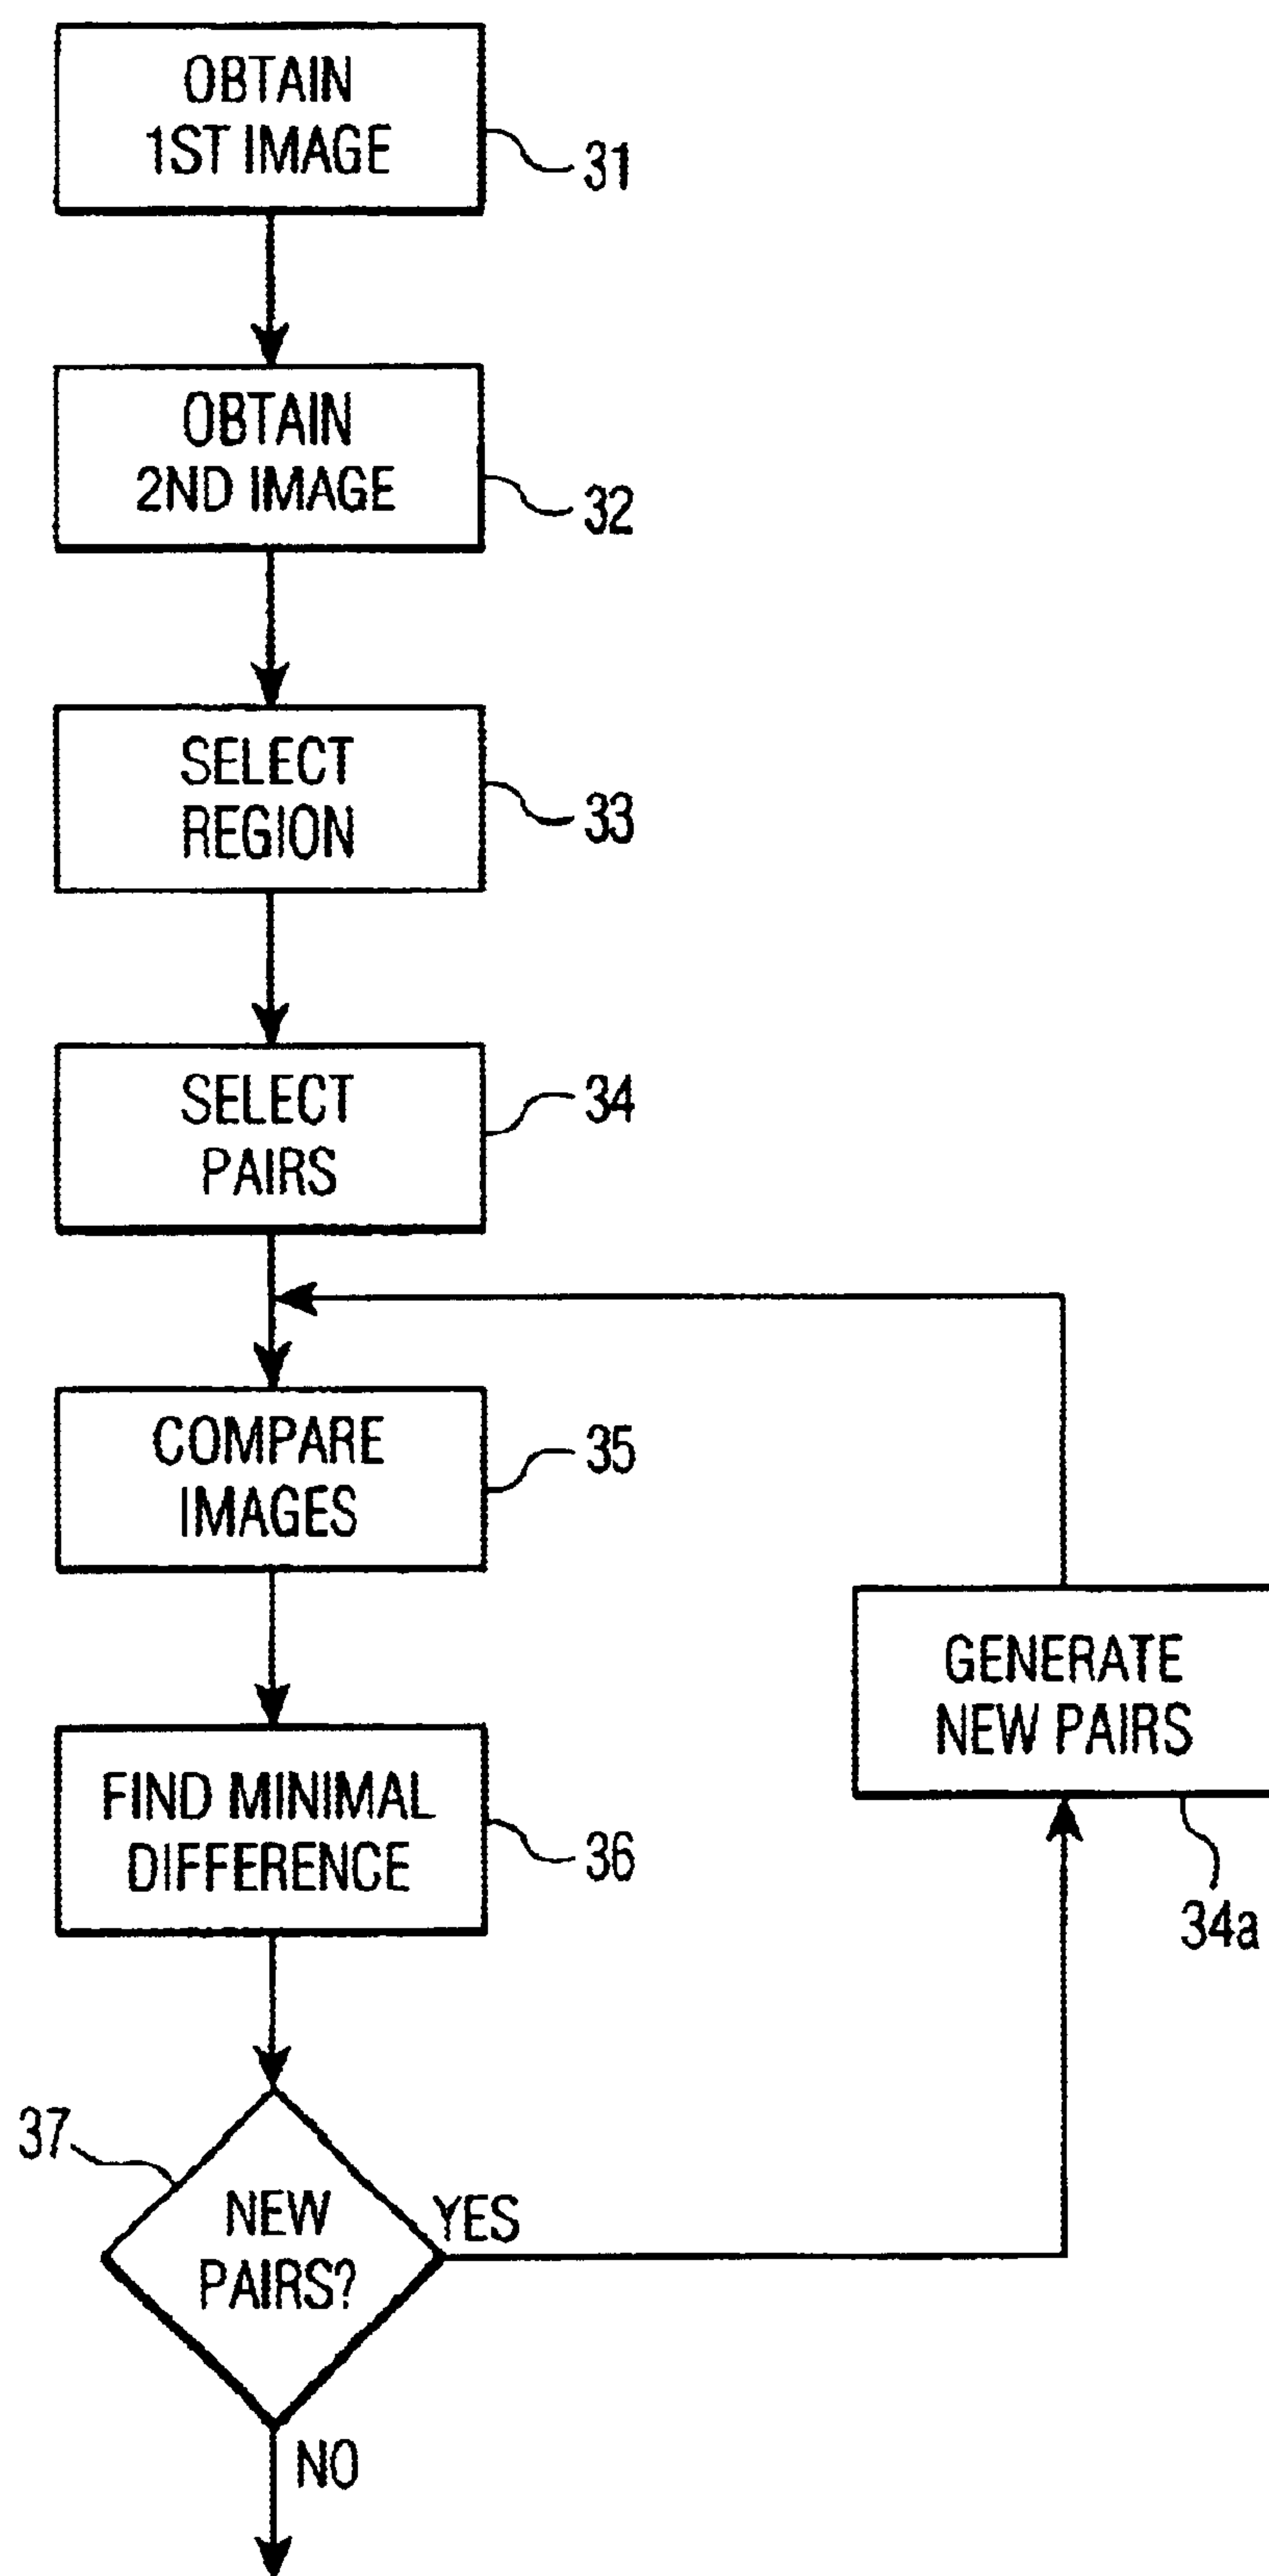 OBTAIN
1ST IMAGE
31
OBTAIN
2ND IMAGE
32
SELECT
REGION
33
SELECT
PAIRS
34
COMPARE
IMAGES
35
GENERATE
NEW PAIRS
34a
FIND MINIMAL
DIFFERENCE
36
37
NEW
PAIRS?
YES
NO